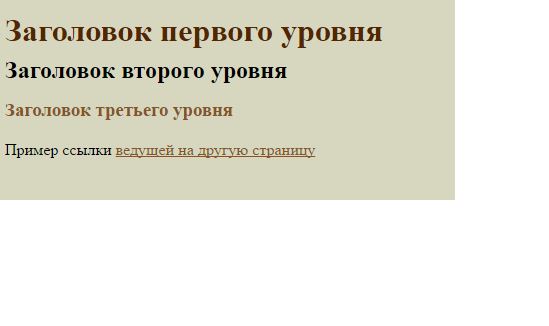 Заголовок первого уровня
Заголовок второго уровня
Заголовок третьего уровня
Пример ссылки ведущей на другую страницу